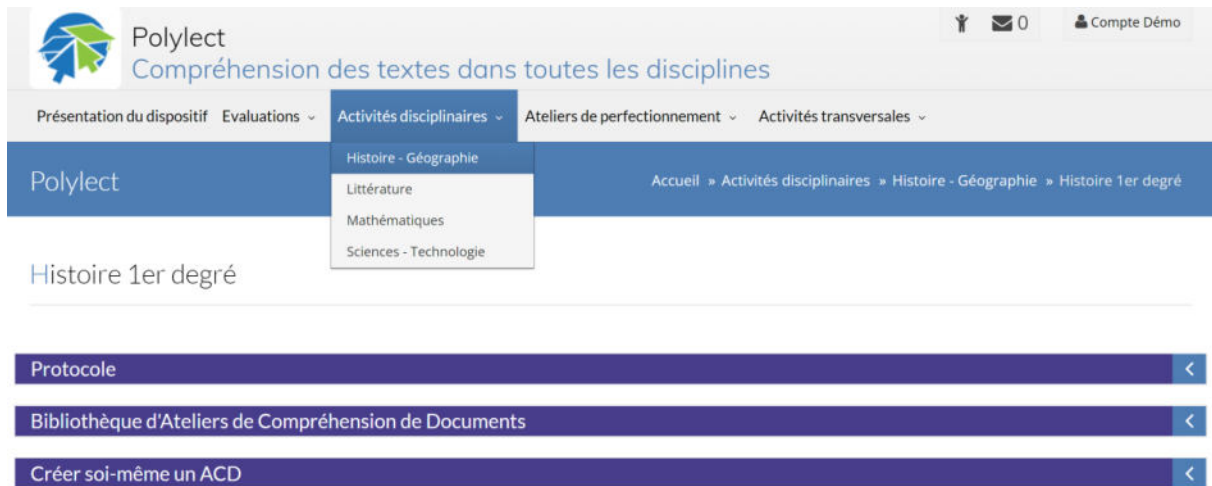 Polylect
Compréhension des textes dans toutes les disciplines
0
Compte Démo
Présentation du dispositif Evaluations Activités disciplinaires Ateliers de perfectionnement Activités transversales
Histoire - Géographie
Littérature
Mathématiques
Sciences - Technologie
Polylect
Accueil » Activités disciplinaires » Histoire - Géographie » Histoire 1er degré
Histoire 1er degré
Protocole
Bibliothèque d'Ateliers de Compréhension de Documents
Créer soi-même un ACD